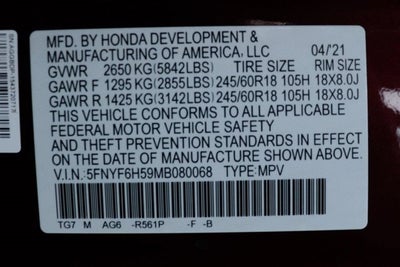 MFD. BY HONDA DEVELOPMENT &
MANUFACTURING OF AMERICA, LLC 04/21
GVWR 2650 KG(5842LBS) TIRE SIZE RIM SIZE
GAWR F 1295 KG(2855LBS) 245/60R18 105H 18X8.0J
GAWR R 1425 KG(3142LBS) 245/60R18 105H 18X8.0J
THIS VEHICLE CONFORMS TO ALL APPLICABLE
FEDERAL MOTOR VEHICLE SAFETY
AND THEFT PREVENTION STANDARDS IN EFFECT
ON THE DATE OF MANUFACTURE SHOWN ABOVE.
V.I.N.:5FNYF6H59MB080068 TYPE:MPV
TG7 M AG6 -R561P -F -B